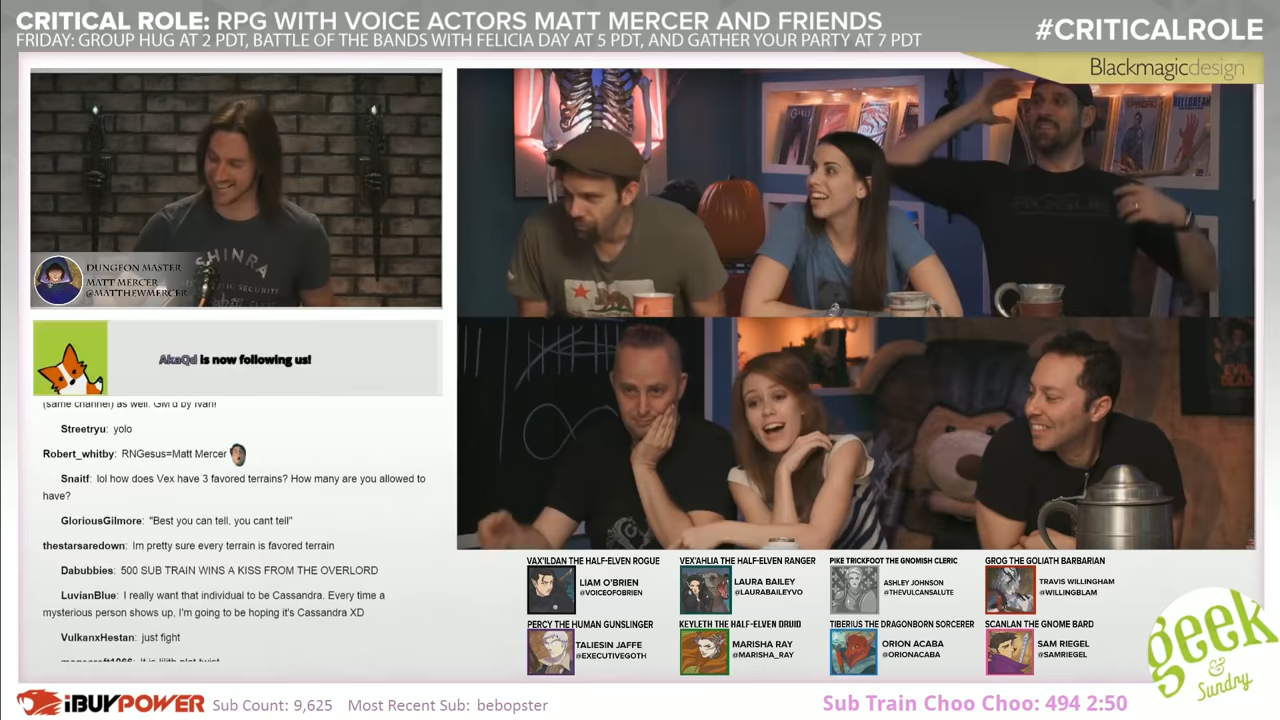 CRITICAL ROLE: RPG WITH VOICE ACTORS MATT MERCER AND FRIENDS
FRIDAY: GROUP HUG AT 2 PDT, BATTLE OF THE BANDS WITH FELICIA DAY AT 5 PDT, AND GATHER YOUR PARTY AT 7 PDT
#CRITICALROLE
Blackmagicdesign
SHINRA
DUNGEON MASTER
MATT MERCER
@MATTHEWMERCER
AkaQd is now following us!
(same channel) as well. GM'd by Ivan!
Streetryu: yolo
Robert_whitby: RNGesus=Matt Mercer
Snaitf: lol how does Vex have 3 favored terrains? How many are you allowed to
have?
GloriousGilmore: "Best you can tell, you cant tell"
thestarsaredown: Im pretty sure every terrain is favored terrain
Dabubbies: 500 SUB TRAIN WINS A KISS FROM THE OVERLORD
LuvianBlue: I really want that individual to be Cassandra. Every time a
mysterious person shows up, I'm going to be hoping it's Cassandra XD
VulkanxHestan: just fight
HELLBREAK
EVIL
DEAD
VAX'ILDAN THE HALF-ELVEN ROGUE
LIAM O'BRIEN
@VOICEOFOBRIEN
VEX'AHLIA THE HALF-ELVEN RANGER
LAURA BAILEY
@LAURABAILEYVO
PIKE TRICKFOOT THE GNOMISH CLERIC
ASHLEY JOHNSON
@THEVULCANSALUTE
GROG THE GOLIATH BARBARIAN
TRAVIS WILLINGHAM
@WILLINGBLAM
PERCY THE HUMAN GUNSLINGER
TALIESIN JAFFE
@EXECUTIVEGOTH
KEYLETH THE HALF-ELVEN DRUID
MARISHA RAY
@MARISHA_RAY
TIBERIUS THE DRAGONBORN SORCERER
ORION ACABA
@ORIONACABA
SCANLAN THE GNOME BARD
SAM RIEGEL
@SAMRIEGEL
geek
&
Sundry
iBUYPOWER
Sub Count: 9,625 Most Recent Sub: bebopster
Sub Train Choo Choo: 494 2:50